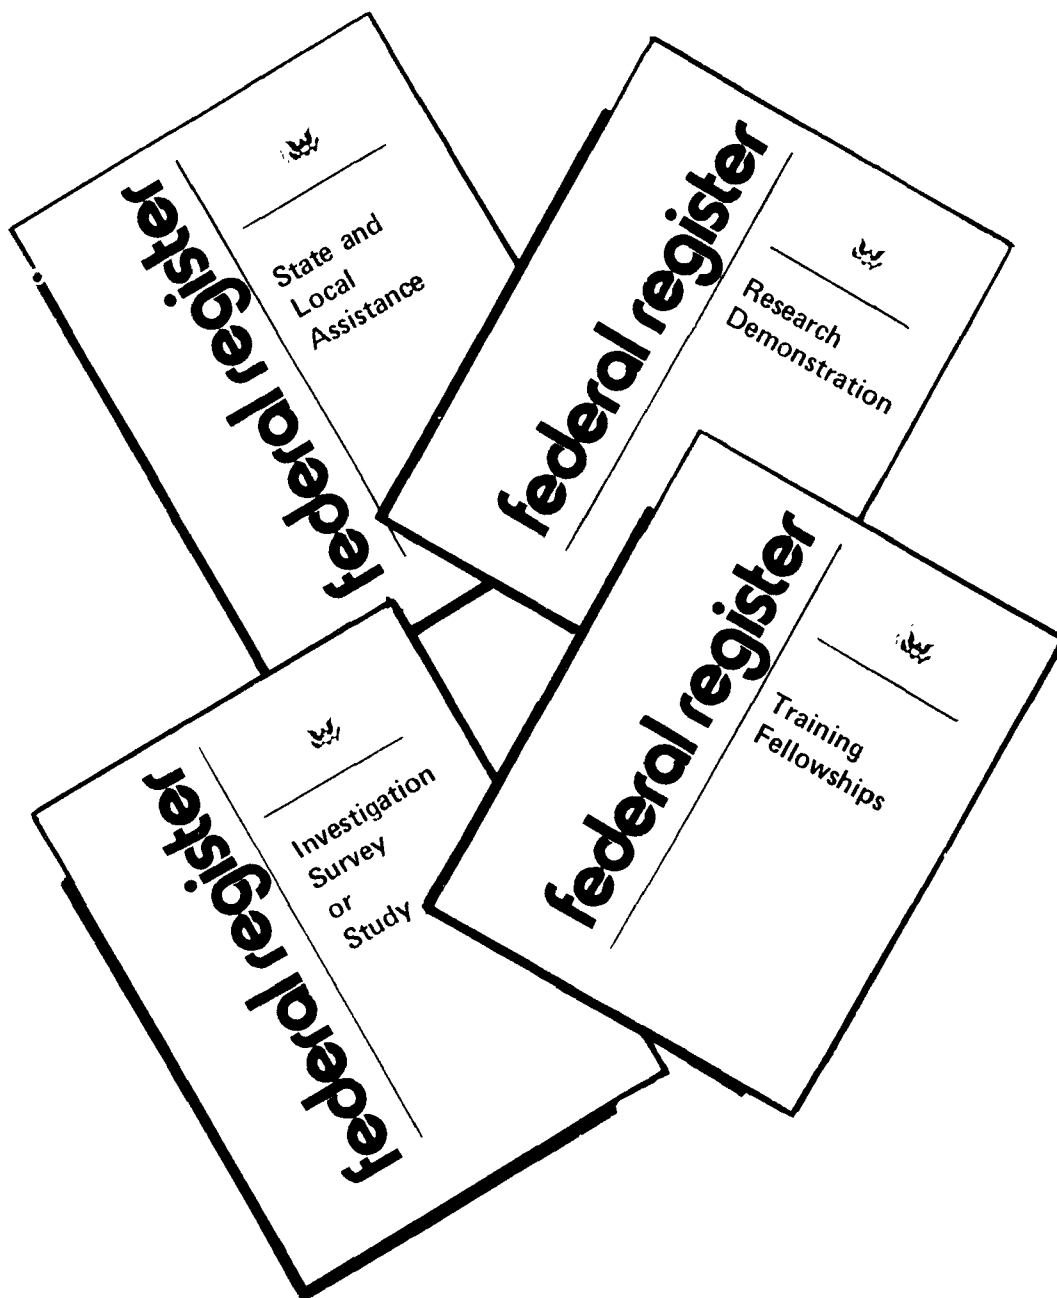 federal register
State and
Local
Assistance
federal register
Research
Demonstration
federal register
Investigation
Survey
or
Study
federal register
Training
Fellowships